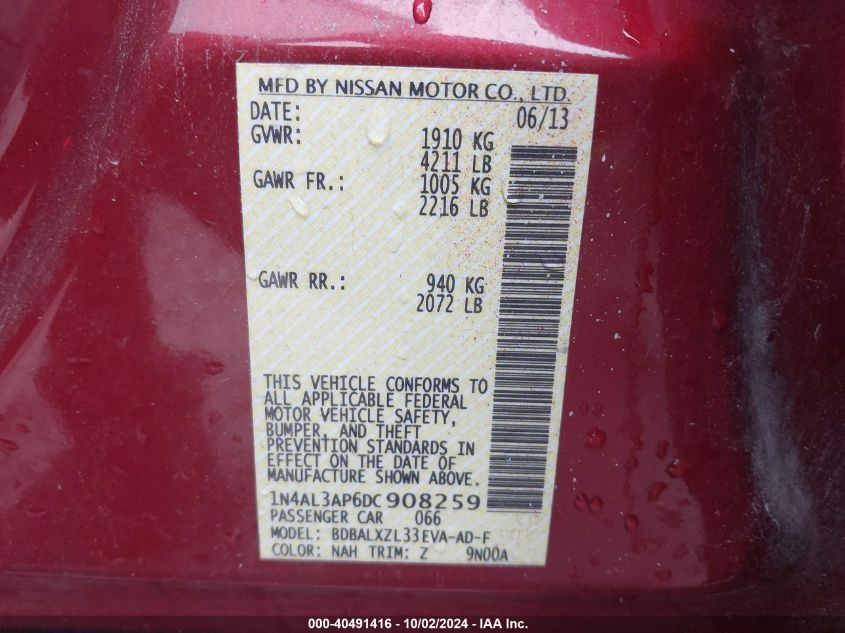 MFD BY NISSAN MOTOR CO., LTD.
DATE: 06/13
GVWR: 1910 KG
4211 LB
GAWR FR.: 1005 KG
2216 LB
GAWR RR.: 940 KG
2072 LB
THIS VEHICLE CONFORMS TO
ALL APPLICABLE FEDERAL
MOTOR VEHICLE SAFETY,
BUMPER, AND THEFT
PREVENTION STANDARDS IN
EFFECT ON THE DATE OF
MANUFACTURE SHOWN ABOVE.
1N4AL3AP6DC908259
PASSENGER CAR 066
MODEL: BDBALXZL33EVA-AD-F
COLOR: NAH TRIM: Z 9N00A
000-40491416 - 10/02/2024 - IAA Inc.